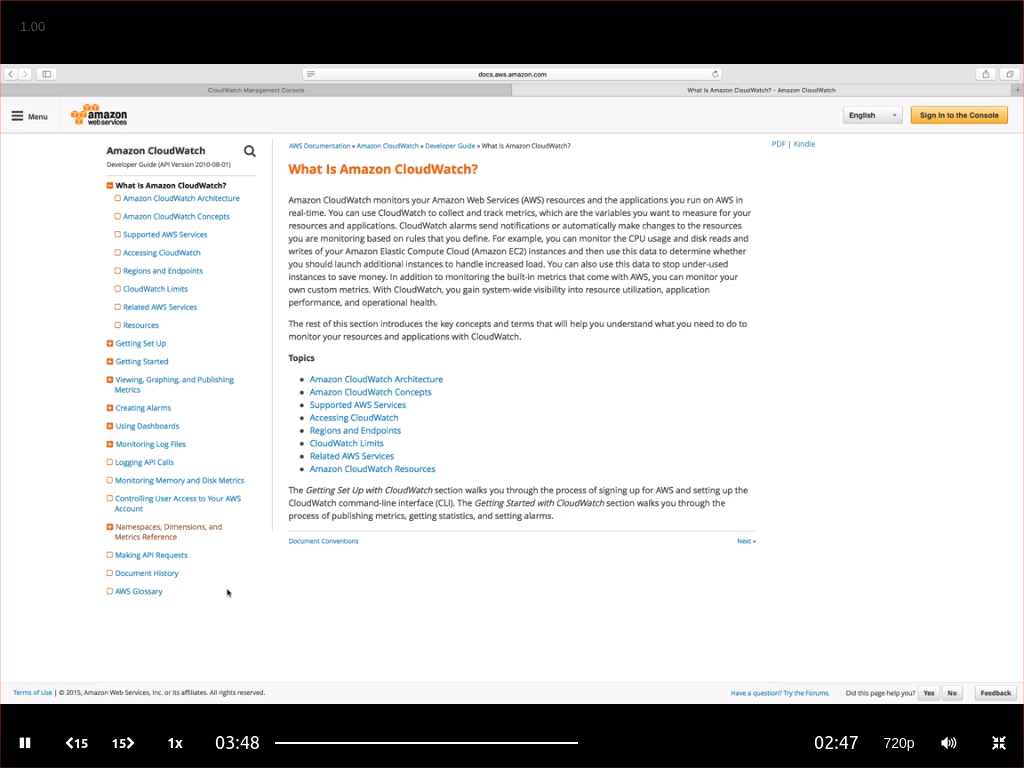 1.00
docs.aws.amazon.com
CloudWatch Management Console
What Is Amazon CloudWatch? - Amazon CloudWatch
Menu
amazon
web services
English
Sign In to the Console
Amazon CloudWatch
Developer Guide (API Version 2010-08-01)
What Is Amazon CloudWatch?
Amazon CloudWatch Architecture
Amazon CloudWatch Concepts
Supported AWS Services
Accessing CloudWatch
Regions and Endpoints
CloudWatch Limits
Related AWS Services
Resources
Getting Set Up
Getting Started
Viewing, Graphing, and Publishing
Metrics
Creating Alarms
Using Dashboards
Monitoring Log Files
Logging API Calls
Monitoring Memory and Disk Metrics
Controlling User Access to Your AWS
Account
Namespaces, Dimensions, and
Metrics Reference
Making API Requests
Document History
AWS Glossary
AWS Documentation » Amazon CloudWatch » Developer Guide » What Is Amazon CloudWatch?
PDF | Kindle
What Is Amazon CloudWatch?
Amazon CloudWatch monitors your Amazon Web Services (AWS) resources and the applications you run on AWS in
real-time. You can use CloudWatch to collect and track metrics, which are the variables you want to measure for your
resources and applications. CloudWatch alarms send notifications or automatically make changes to the resources
you are monitoring based on rules that you define. For example, you can monitor the CPU usage and disk reads and
writes of your Amazon Elastic Compute Cloud (Amazon EC2) instances and then use this data to determine whether
you should launch additional instances to handle increased load. You can also use this data to stop under-used
instances to save money. In addition to monitoring the built-in metrics that come with AWS, you can monitor your
own custom metrics. With CloudWatch, you gain system-wide visibility into resource utilization, application
performance, and operational health.
The rest of this section introduces the key concepts and terms that will help you understand what you need to do to
monitor your resources and applications with CloudWatch.
Topics
• Amazon CloudWatch Architecture
• Amazon CloudWatch Concepts
• Supported AWS Services
• Accessing CloudWatch
• Regions and Endpoints
• CloudWatch Limits
• Related AWS Services
• Amazon CloudWatch Resources
The Getting Set Up with CloudWatch section walks you through the process of signing up for AWS and setting up the
CloudWatch command-line interface (CLI). The Getting Started with CloudWatch section walks you through the
process of publishing metrics, getting statistics, and setting alarms.
Document Conventions
Next »
Terms of Use | © 2015, Amazon Web Services, Inc. or its affiliates. All rights reserved.
Have a question? Try the Forums.
Did this page help you?
Yes
No
Feedback
15
15
1x
03:48
02:47
720p